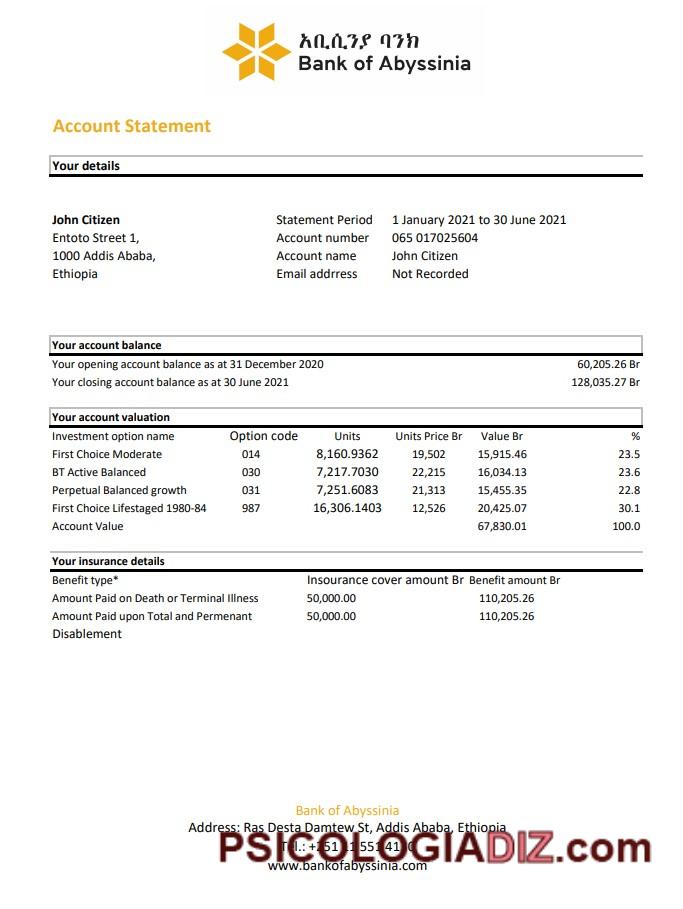 አቢሲንያ ባንክ
Bank of Abyssinia
Account Statement
Your details
John Citizen Statement Period 1 January 2021 to 30 June 2021
Entoto Street 1, Account number 065 017025604
1000 Addis Ababa, Account name John Citizen
Ethiopia Email addrress Not Recorded
Your account balance
Your opening account balance as at 31 December 2020 60,205.26 Br
Your closing account balance as at 30 June 2021 128,035.27 Br
Your account valuation
Investment option name Option code Units Units Price Br Value Br %
First Choice Moderate 014 8,160.9362 19,502 15,915.46 23.5
BT Active Balanced 030 7,217.7030 22,215 16,034.13 23.6
Perpetual Balanced growth 031 7,251.6083 21,313 15,455.35 22.8
First Choice Lifestaged 1980-84 987 16,306.1403 12,526 20,425.07 30.1
Account Value 67,830.01 100.0
Your insurance details
Benefit type* Insourance cover amount Br Benefit amount Br
Amount Paid on Death or Terminal Illness 50,000.00 110,205.26
Amount Paid upon Total and Permenant 50,000.00 110,205.26
Disablement
Bank of Abyssinia
Address: Ras Desta Damtew St, Addis Ababa, Ethiopia
PSICOLOGIADIZ.com
Tel.: +251
www.bankofabyssinia.com